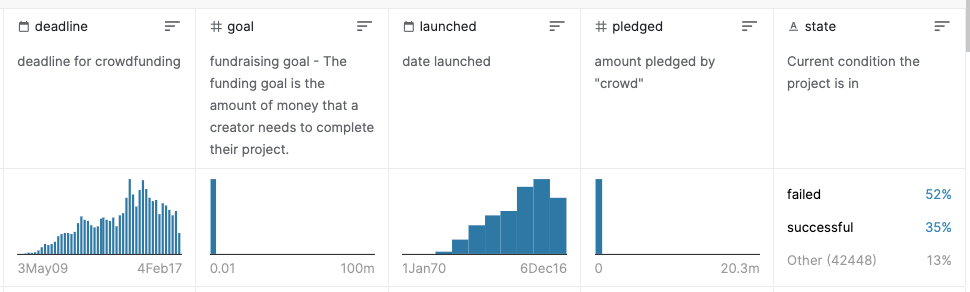 deadline
goal
launched
pledged
state
deadline for crowdfunding
fundraising goal - The
funding goal is the
amount of money that a
creator needs to complete
their project.
date launched
amount pledged by
"crowd"
Current condition the
project is in
3May09 4Feb17
0.01 100m
1Jan70 6Dec16
0 20.3m
failed 52%
successful 35%
Other (42448) 13%